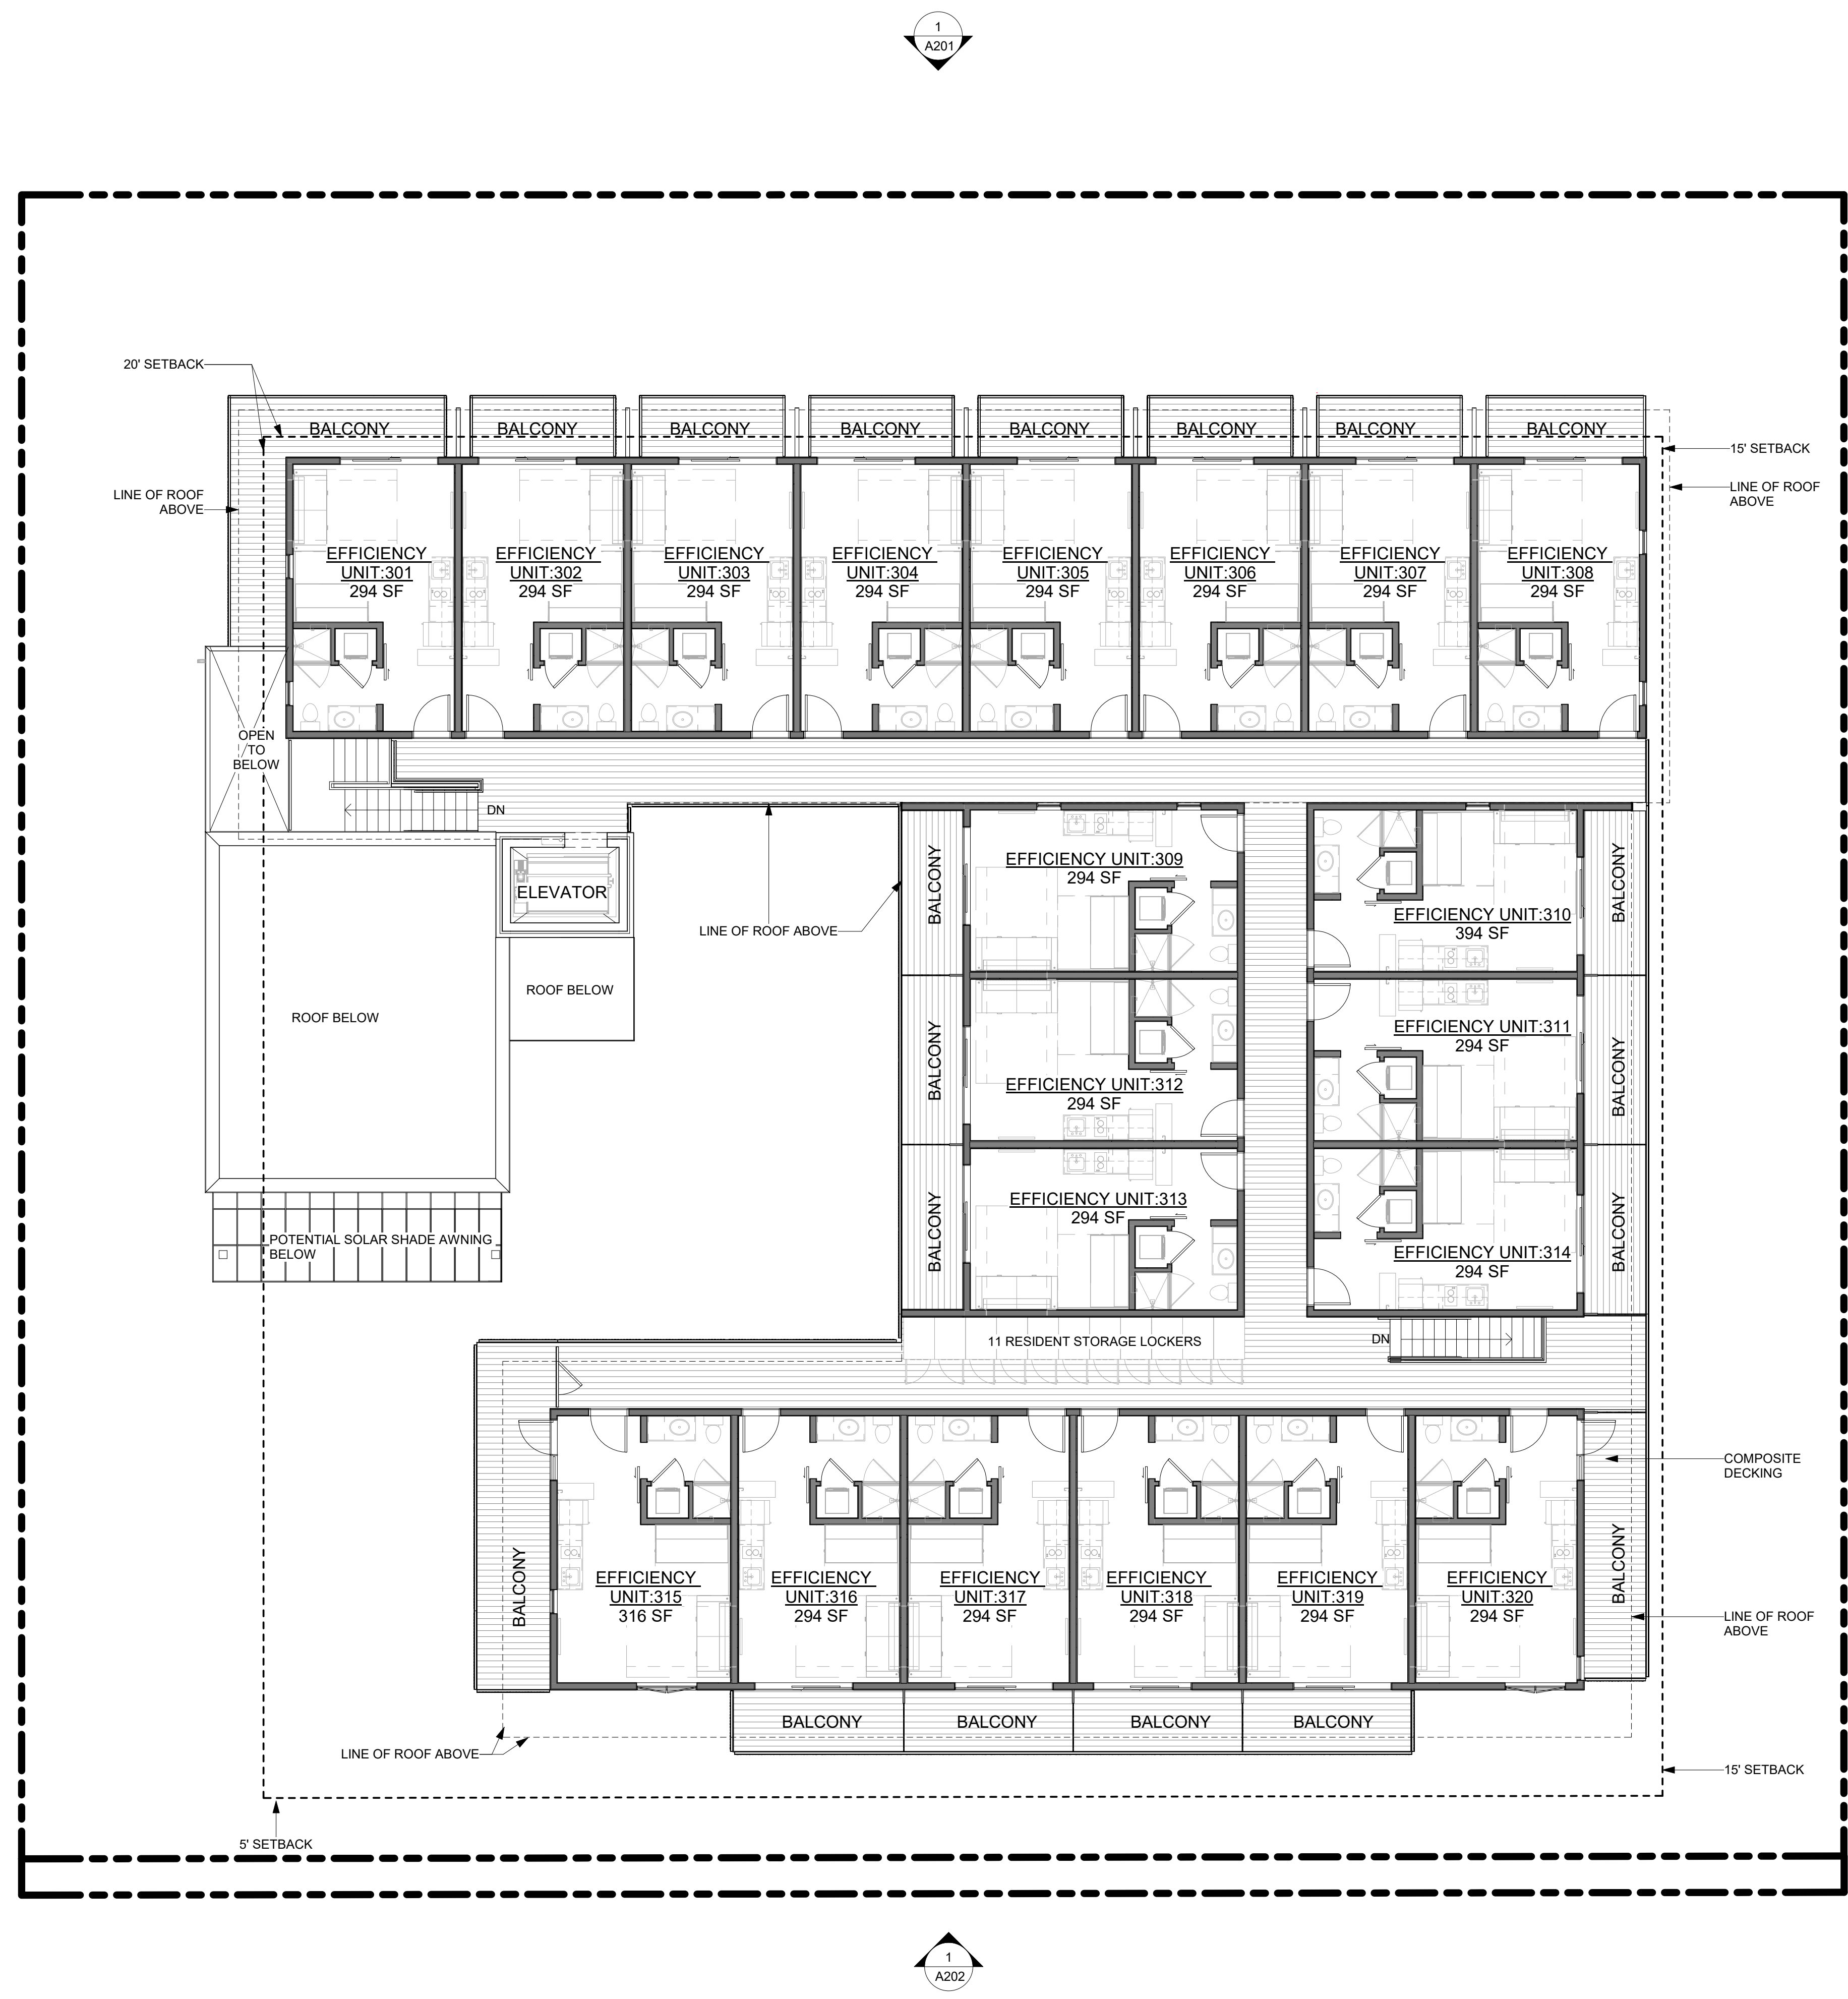 1
A201
20' SETBACK
BALCONY
BALCONY
BALCONY
BALCONY
BALCONY
BALCONY
BALCONY
BALCONY
15' SETBACK
LINE OF ROOF
ABOVE
LINE OF ROOF
ABOVE
EFFICIENCY
UNIT:301
294 SF
EFFICIENCY
UNIT:302
294 SF
EFFICIENCY
UNIT:303
294 SF
EFFICIENCY
UNIT:304
294 SF
EFFICIENCY
UNIT:305
294 SF
EFFICIENCY
UNIT:306
294 SF
EFFICIENCY
UNIT:307
294 SF
EFFICIENCY
UNIT:308
294 SF
OPEN
TO
BELOW
DN
ELEVATOR
LINE OF ROOF ABOVE
ROOF BELOW
ROOF BELOW
POTENTIAL SOLAR SHADE AWNING
BELOW
BALCONY
EFFICIENCY UNIT:309
294 SF
EFFICIENCY UNIT:310
394 SF
BALCONY
BALCONY
EFFICIENCY UNIT:312
294 SF
EFFICIENCY UNIT:311
294 SF
BALCONY
BALCONY
EFFICIENCY UNIT:313
294 SF
EFFICIENCY UNIT:314
294 SF
BALCONY
11 RESIDENT STORAGE LOCKERS
DN
COMPOSITE
DECKING
BALCONY
EFFICIENCY
UNIT:315
316 SF
EFFICIENCY
UNIT:316
294 SF
EFFICIENCY
UNIT:317
294 SF
EFFICIENCY
UNIT:318
294 SF
EFFICIENCY
UNIT:319
294 SF
EFFICIENCY
UNIT:320
294 SF
BALCONY
LINE OF ROOF
ABOVE
BALCONY
BALCONY
BALCONY
BALCONY
LINE OF ROOF ABOVE
15' SETBACK
5' SETBACK
1
A202